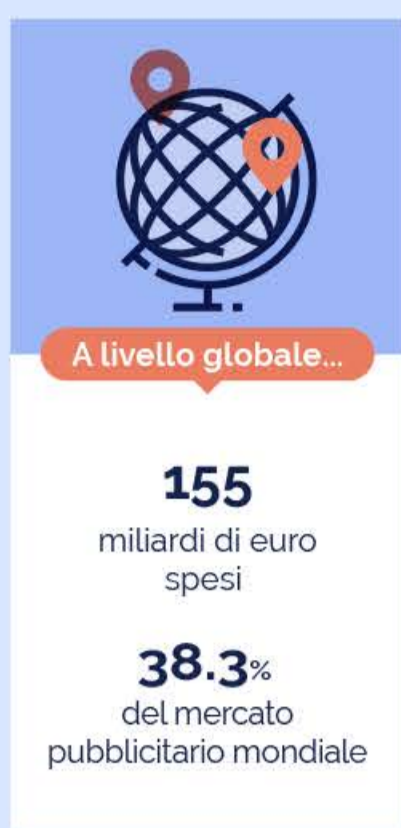 A livello globale...
155
miliardi di euro
spesi
38.3%
del mercato
pubblicitario mondiale